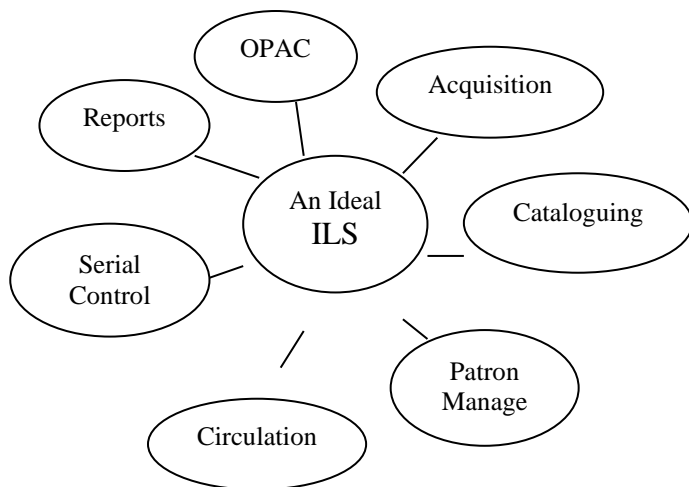 OPAC
Acquisition
Reports
An Ideal
ILS
Cataloguing
Serial
Control
Patron
Manage
Circulation